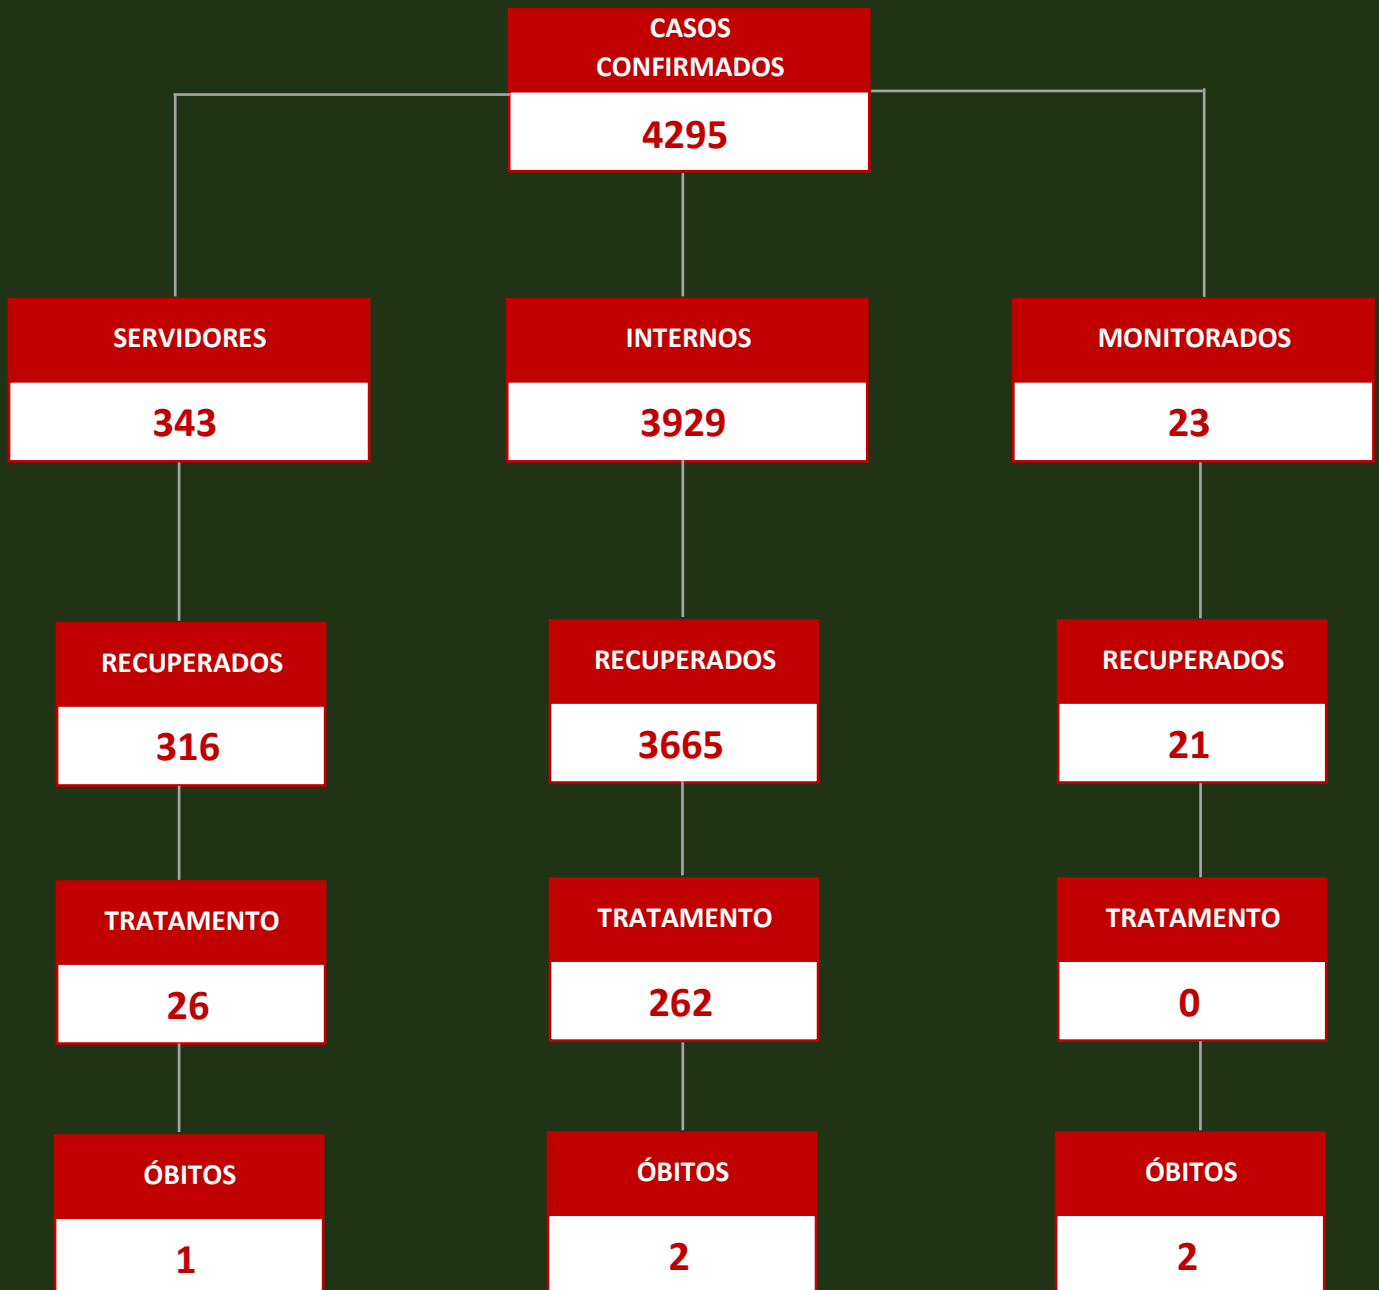 CASOS
CONFIRMADOS
4295
SERVIDORES
343
INTERNOS
3929
MONITORADOS
23
RECUPERADOS
316
RECUPERADOS
3665
RECUPERADOS
21
TRATAMENTO
26
TRATAMENTO
262
TRATAMENTO
0
ÓBITOS
1
ÓBITOS
2
ÓBITOS
2